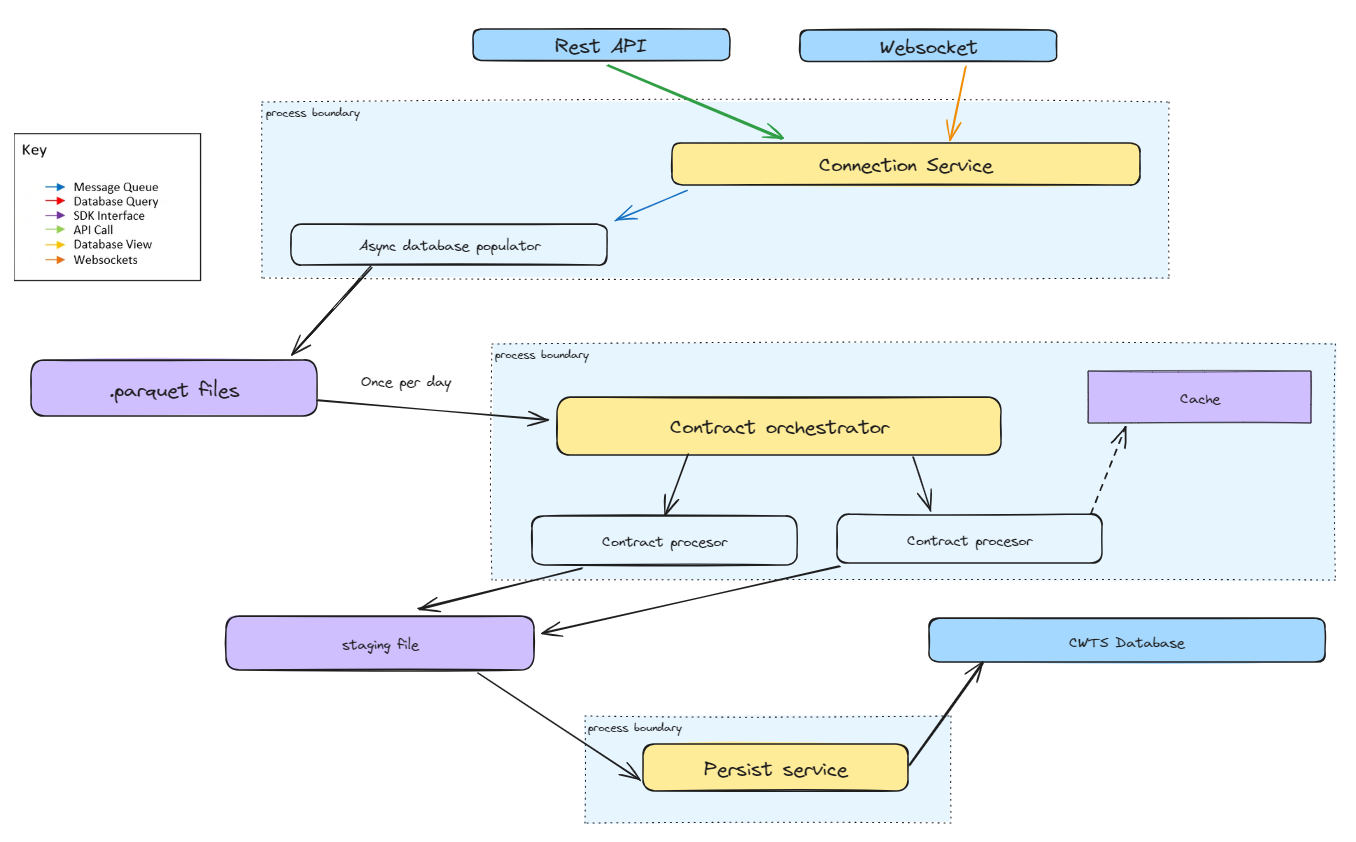 Rest API
Websocket
process boundary
Connection Service
Key
Message Queue
Database Query
SDK Interface
API Call
Database View
Websockets
Async database populator
process boundary
.parquet files
Once per day
Cache
Contract orchestrator
Contract procesor
Contract procesor
staging file
CWTS Database
process boundary
Persist service